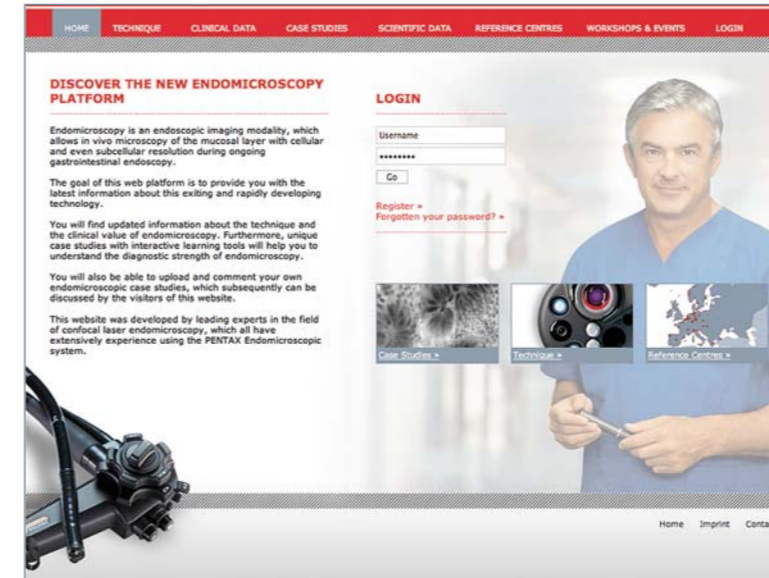 HOME TECHNIQUE CLINICAL DATA CASE STUDIES SCIENTIFIC DATA REFERENCE CENTRES WORKSHOPS & EVENTS LOGIN
DISCOVER THE NEW ENDOMICROSCOPY
PLATFORM
Endomicroscopy is an endoscopic imaging modality, which
allows in vivo microscopy of the mucosal layer with cellular
and even subcellular resolution during ongoing
gastrointestinal endoscopy.
The goal of this web platform is to provide you with the
latest information about this exiting and rapidly developing
technology.
You will find updated information about the technique and
the clinical value of endomicroscopy. Furthermore, unique
case studies with interactive learning tools will help you to
understand the diagnostic strength of endomicroscopy.
You will also be able to upload and comment your own
endomicroscopic case studies, which subsequently can be
discussed by the visitors of this website.
This website was developed by leading experts in the field
of confocal laser endomicroscopy, which all have
extensively experience using the PENTAX Endomicroscopic
system.
LOGIN
Username
••••••••
Go
Register »
Forgotten your password? »
Case Studies » Technique » Reference Centres »
Home Imprint Conta